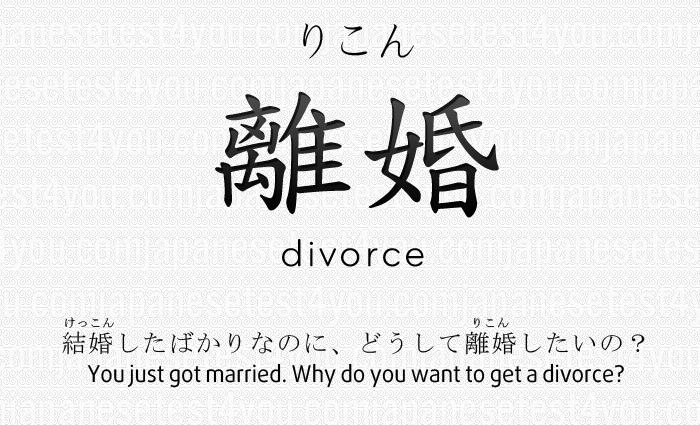 りこん
離婚
divorce
けっこん りこん
結婚したばかりなのに、どうして離婚したいの？
You just got married. Why do you want to get a divorce?